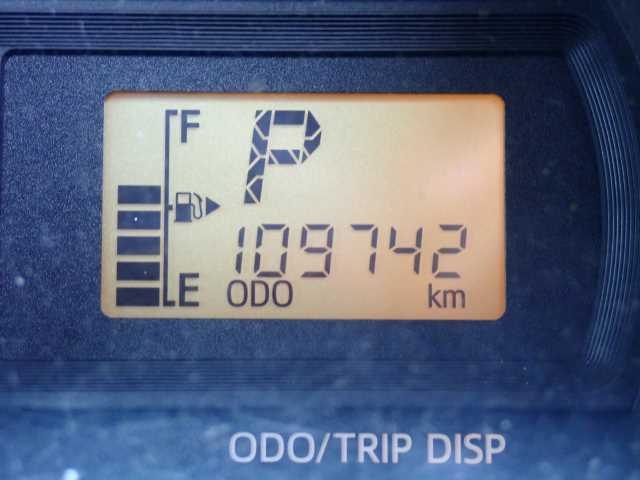 F
P
109742
E ODO km
ODO/TRIP DISP